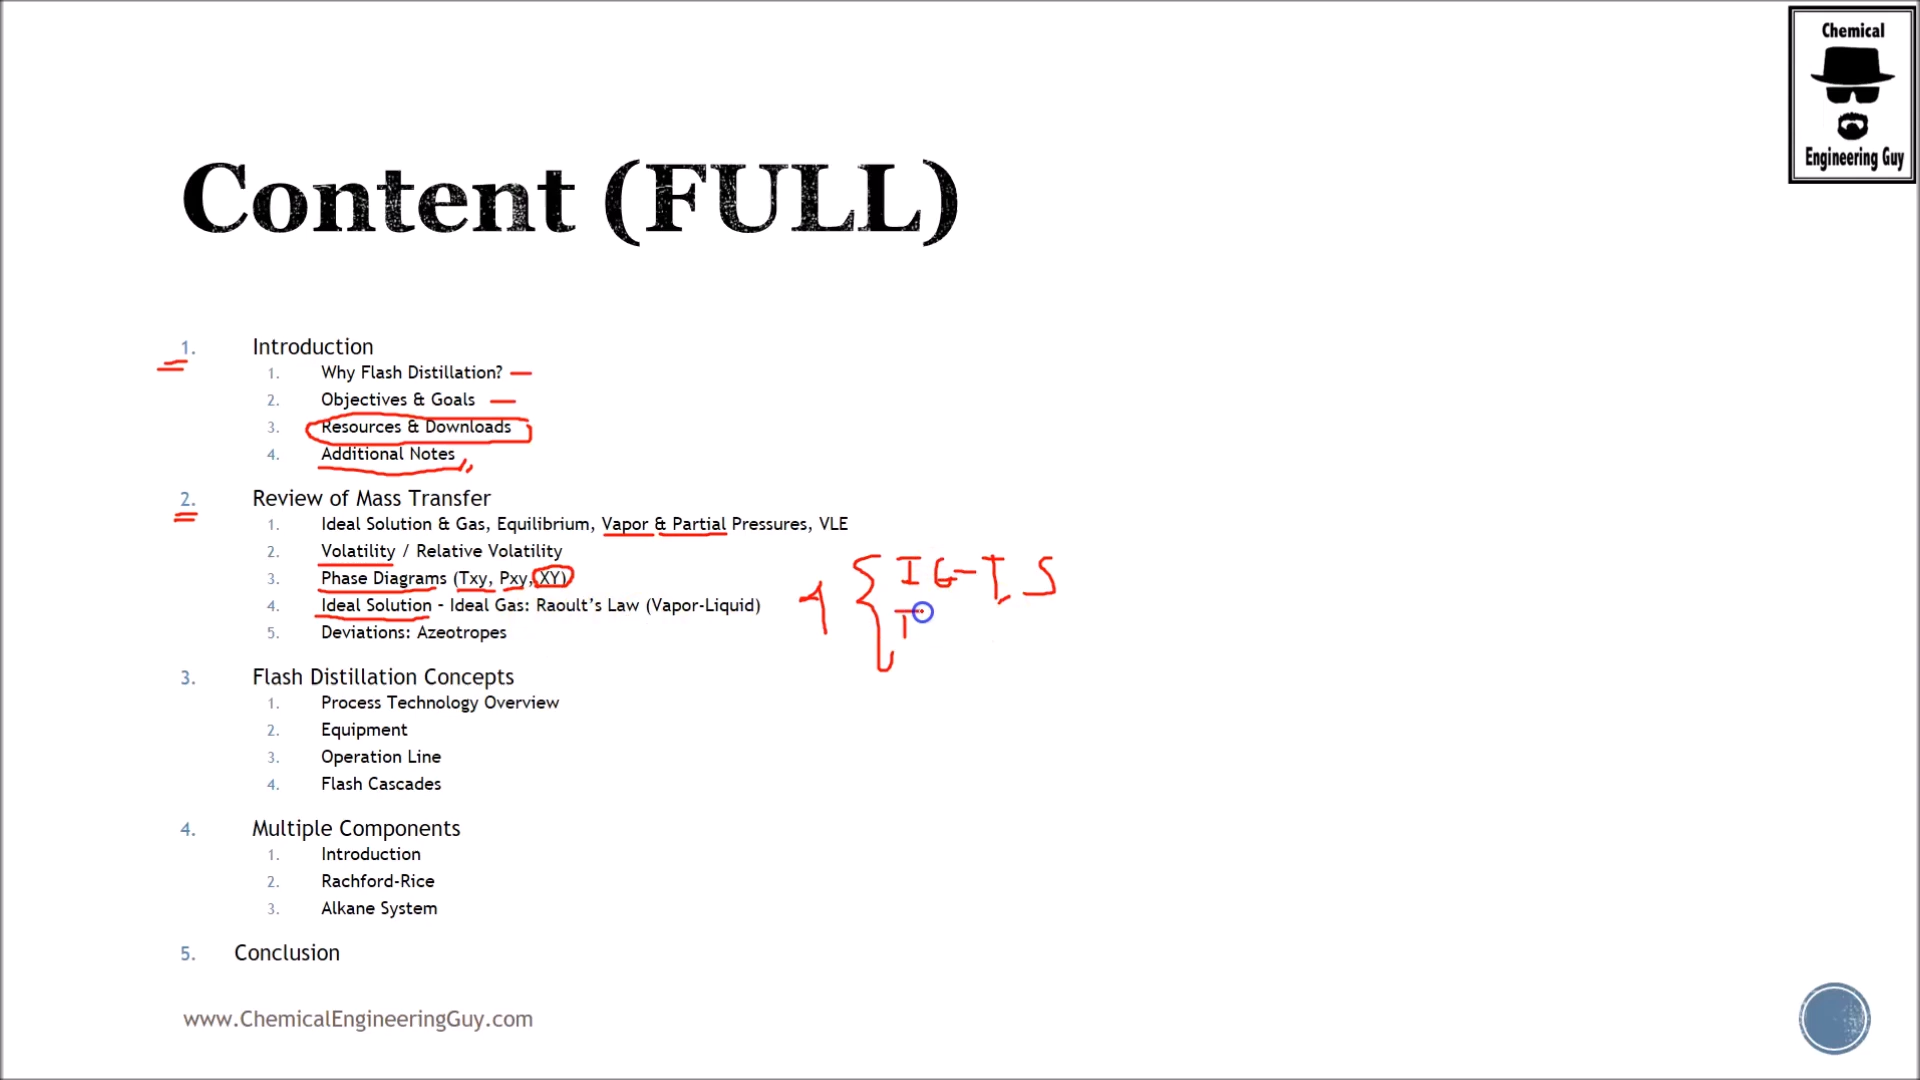 Chemical
Engineering Guy
Content (FULL)
1. Introduction
1. Why Flash Distillation?
2. Objectives & Goals
3. Resources & Downloads
4. Additional Notes
2. Review of Mass Transfer
1. Ideal Solution & Gas, Equilibrium, Vapor & Partial Pressures, VLE
2. Volatility / Relative Volatility
3. Phase Diagrams (Txy, Pxy, XY)
4. Ideal Solution - Ideal Gas: Raoult's Law (Vapor-Liquid)
5. Deviations: Azeotropes
IG-I.S
3. Flash Distillation Concepts
1. Process Technology Overview
2. Equipment
3. Operation Line
4. Flash Cascades
4. Multiple Components
1. Introduction
2. Rachford-Rice
3. Alkane System
5. Conclusion
www.ChemicalEngineeringGuy.com